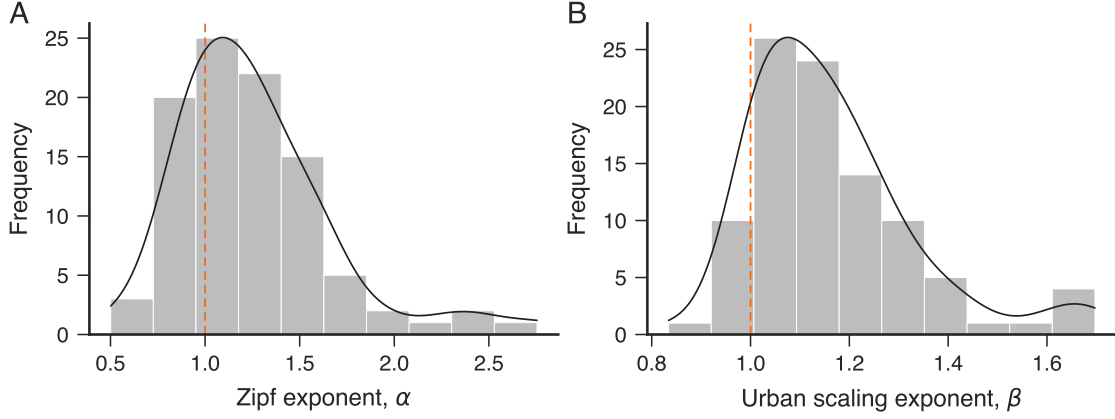 A
Frequency
25
20
15
10
5
0
0.5 1.0 1.5 2.0 2.5
Zipf exponent, α
B
Frequency
25
20
15
10
5
0
0.8 1.0 1.2 1.4 1.6
Urban scaling exponent, β